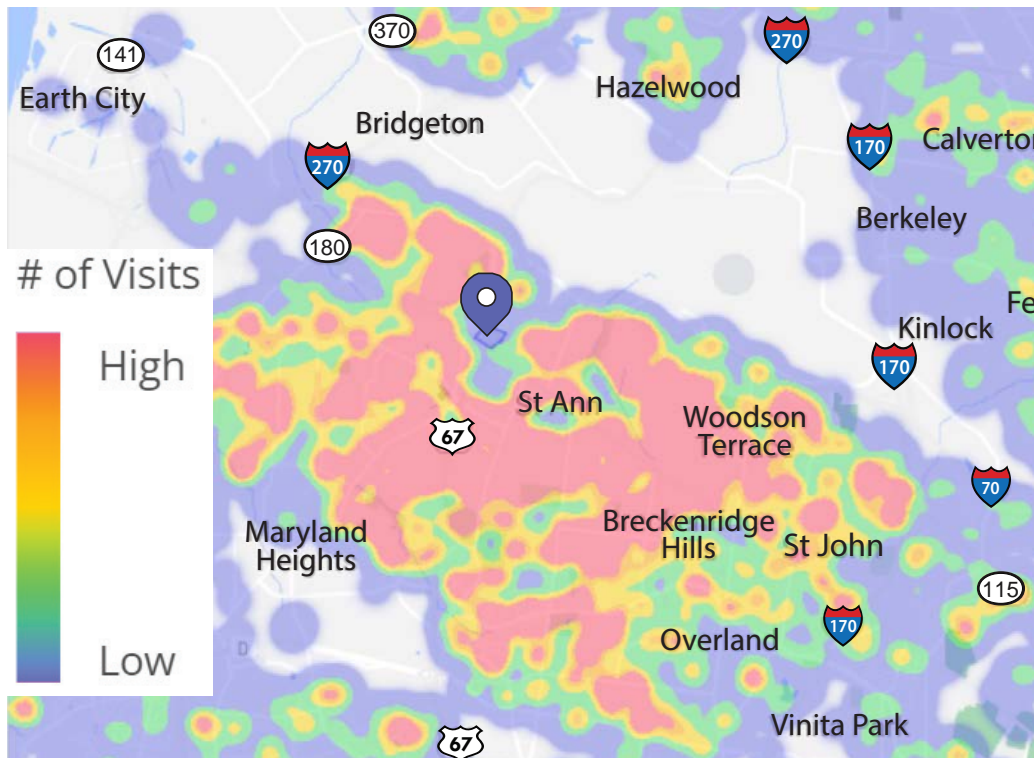 370
270
141
Hazelwood
Earth City
Bridgeton
170
270
Berkeley
180
# of Visits
Kinlock
High
170
St Ann
Woodson
Terrace
67
70
Breckenridge
Hills
Maryland
Heights
St John
115
170
Overland
Low
Vinita Park
67